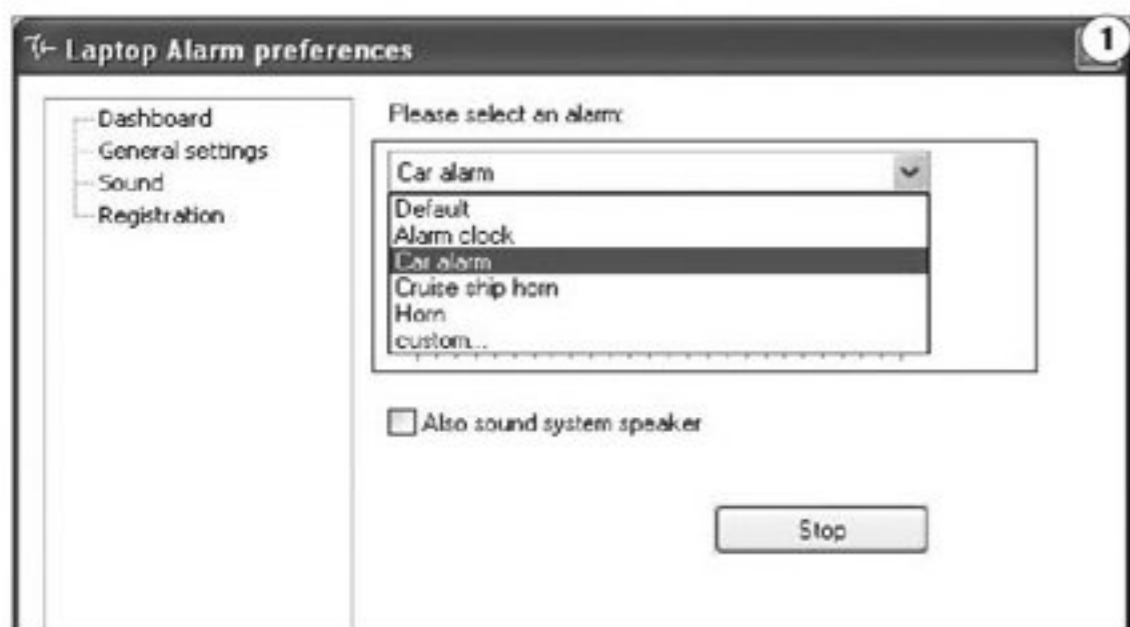 Laptop Alarm preferences
1
Dashboard
General settings
Sound
Registration
Please select an alarm:
Car alarm
Default
Alarm clock
Car alarm
Cruise ship horn
Horn
custom...
Also sound system speaker
Stop